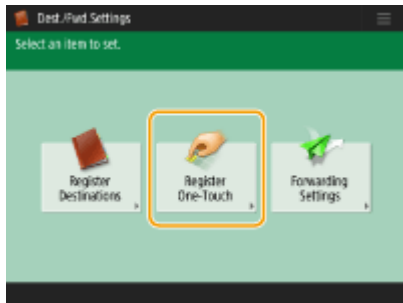 Dest./Fwd Settings
Select an item to set.
Register
Destinations
Register
One-Touch
Forwarding
Settings